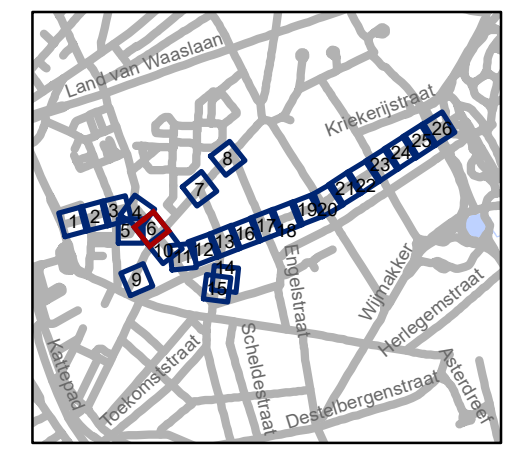 Land van Waaslaan
Kriekerijstraat
1
2
3
4
5
6
7
8
9
10
11
12
13
14
15
16
17
18
19
20
21
22
23
24
25
26
Engelstraat
Wijmakker
Herlegemstraat
Kattepad
Toekomststraat
Scheldestraat
Destelbergenstraat
Asterdreef